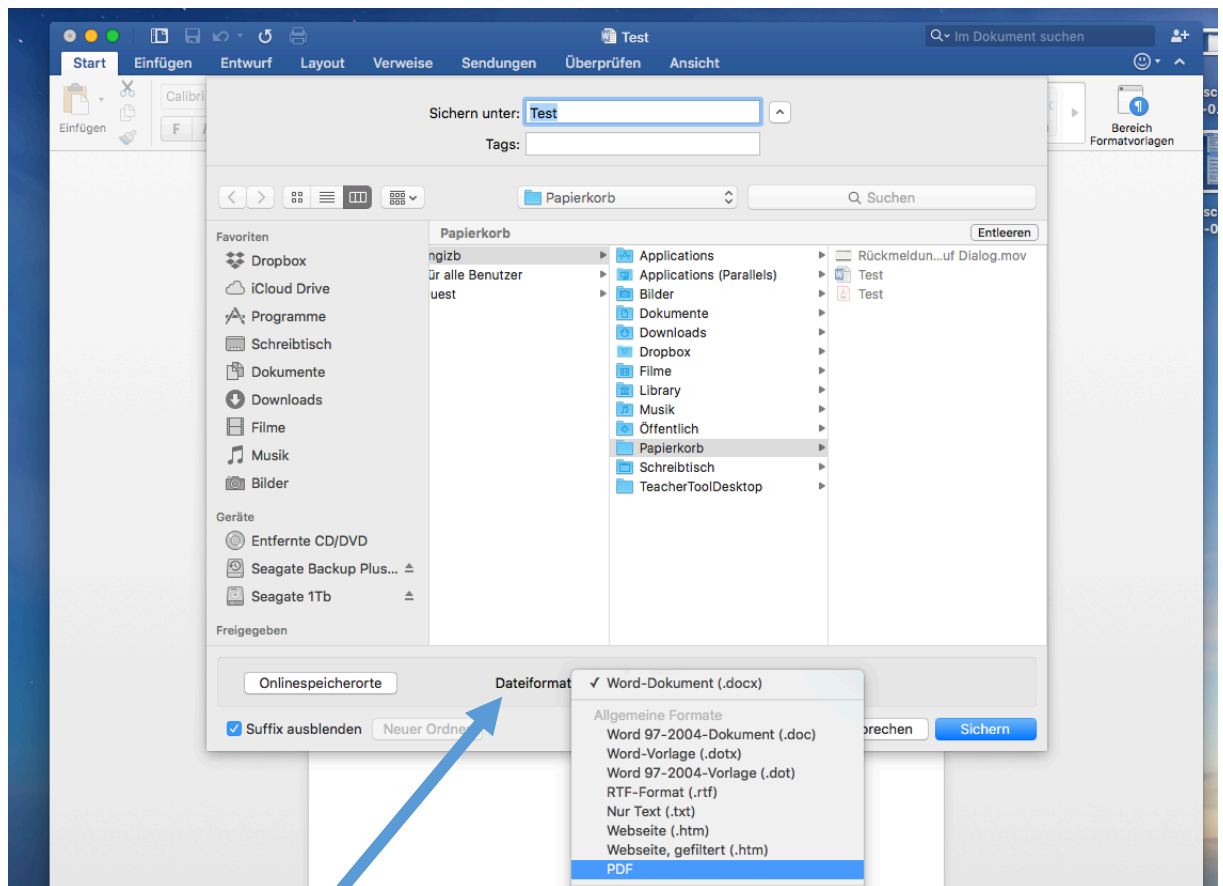 Test
Im Dokument suchen
Start Einfügen Entwurf Layout Verweise Sendungen Überprüfen Ansicht
Einfügen
Calibri
F
Bereich
Formatvorlagen
Sichern unter: Test
Tags:
Papierkorb
Suchen
Favoriten
Dropbox
iCloud Drive
Programme
Schreibtisch
Dokumente
Downloads
Filme
Musik
Bilder
Geräte
Entfernte CD/DVD
Seagate Backup Plus...
Seagate 1Tb
Freigegeben
Papierkorb Entleeren
ngizb
ür alle Benutzer
uest
Applications
Applications (Parallels)
Bilder
Dokumente
Downloads
Dropbox
Filme
Library
Musik
Öffentlich
Papierkorb
Schreibtisch
TeacherToolDesktop
Rückmeldun...uf Dialog.mov
Test
Test
Onlinespeicherorte
Dateiformat ✓ Word-Dokument (.docx)
Allgemeine Formate
Word 97-2004-Dokument (.doc)
Word-Vorlage (.dotx)
Word 97-2004-Vorlage (.dot)
RTF-Format (.rtf)
Nur Text (.txt)
Webseite (.htm)
Webseite, gefiltert (.htm)
PDF
Suffix ausblenden Neuer Ordner
brechen Sichern